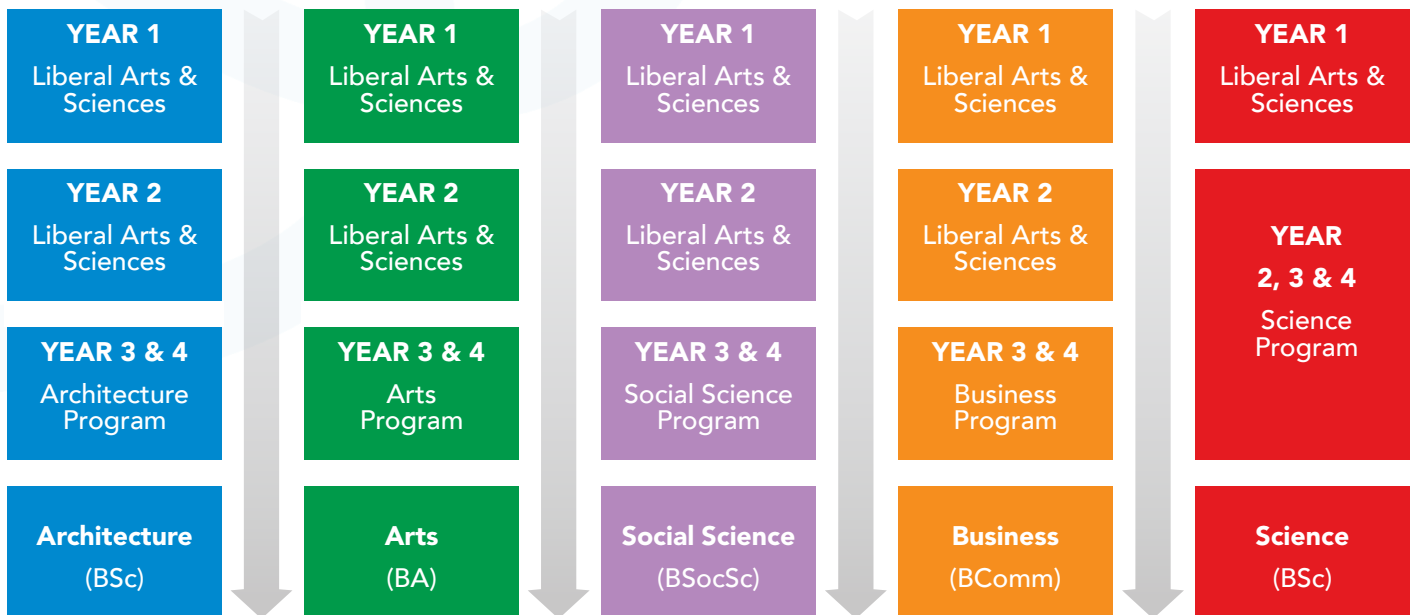 YEAR 1
Liberal Arts &
Sciences
YEAR 2
Liberal Arts &
Sciences
YEAR 3 & 4
Architecture
Program
Architecture
(BSc)
YEAR 1
Liberal Arts &
Sciences
YEAR 2
Liberal Arts &
Sciences
YEAR 3 & 4
Arts
Program
Arts
(BA)
YEAR 1
Liberal Arts &
Sciences
YEAR 2
Liberal Arts &
Sciences
YEAR 3 & 4
Social Science
Program
Social Science
(BSocSc)
YEAR 1
Liberal Arts &
Sciences
YEAR 2
Liberal Arts &
Sciences
YEAR 3 & 4
Business
Program
Business
(BComm)
YEAR 1
Liberal Arts &
Sciences
YEAR
2, 3 & 4
Science
Program
Science
(BSc)